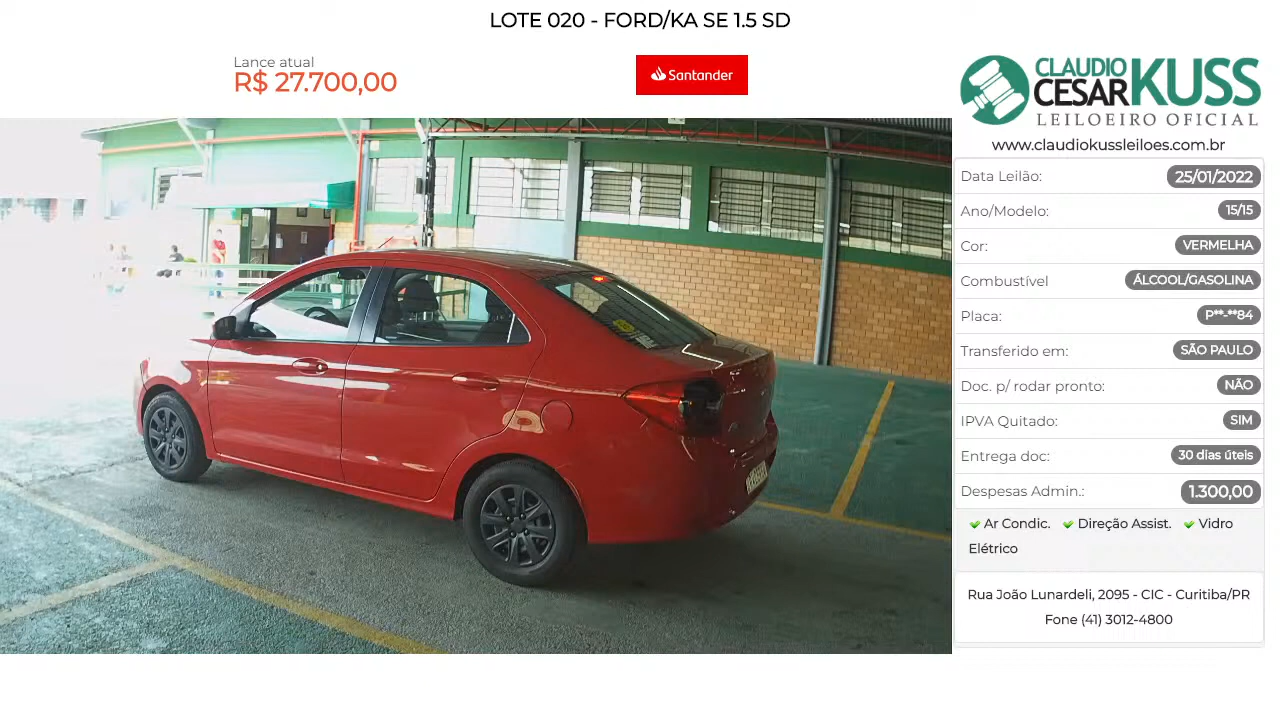 LOTE 020 - FORD/KA SE 1.5 SD
Lance atual
R$ 27.700,00
Santander
CLAUDIO
CESAR
KUSS
LEILOEIRO OFICIAL
www.claudiokussleiloes.com.br
Data Leilão: 25/01/2022
Ano/Modelo: 15/15
Cor: VERMELHA
Combustível ÁLCOOL/GASOLINA
Placa: P**-**84
Transferido em: SÃO PAULO
Doc. p/ rodar pronto: NÃO
IPVA Quitado: SIM
Entrega doc: 30 dias úteis
Despesas Admin.: 1.300,00
Ar Condic. Direção Assist. Vidro
Elétrico
Rua João Lunardeli, 2095 - CIC - Curitiba/PR
Fone (41) 3012-4800